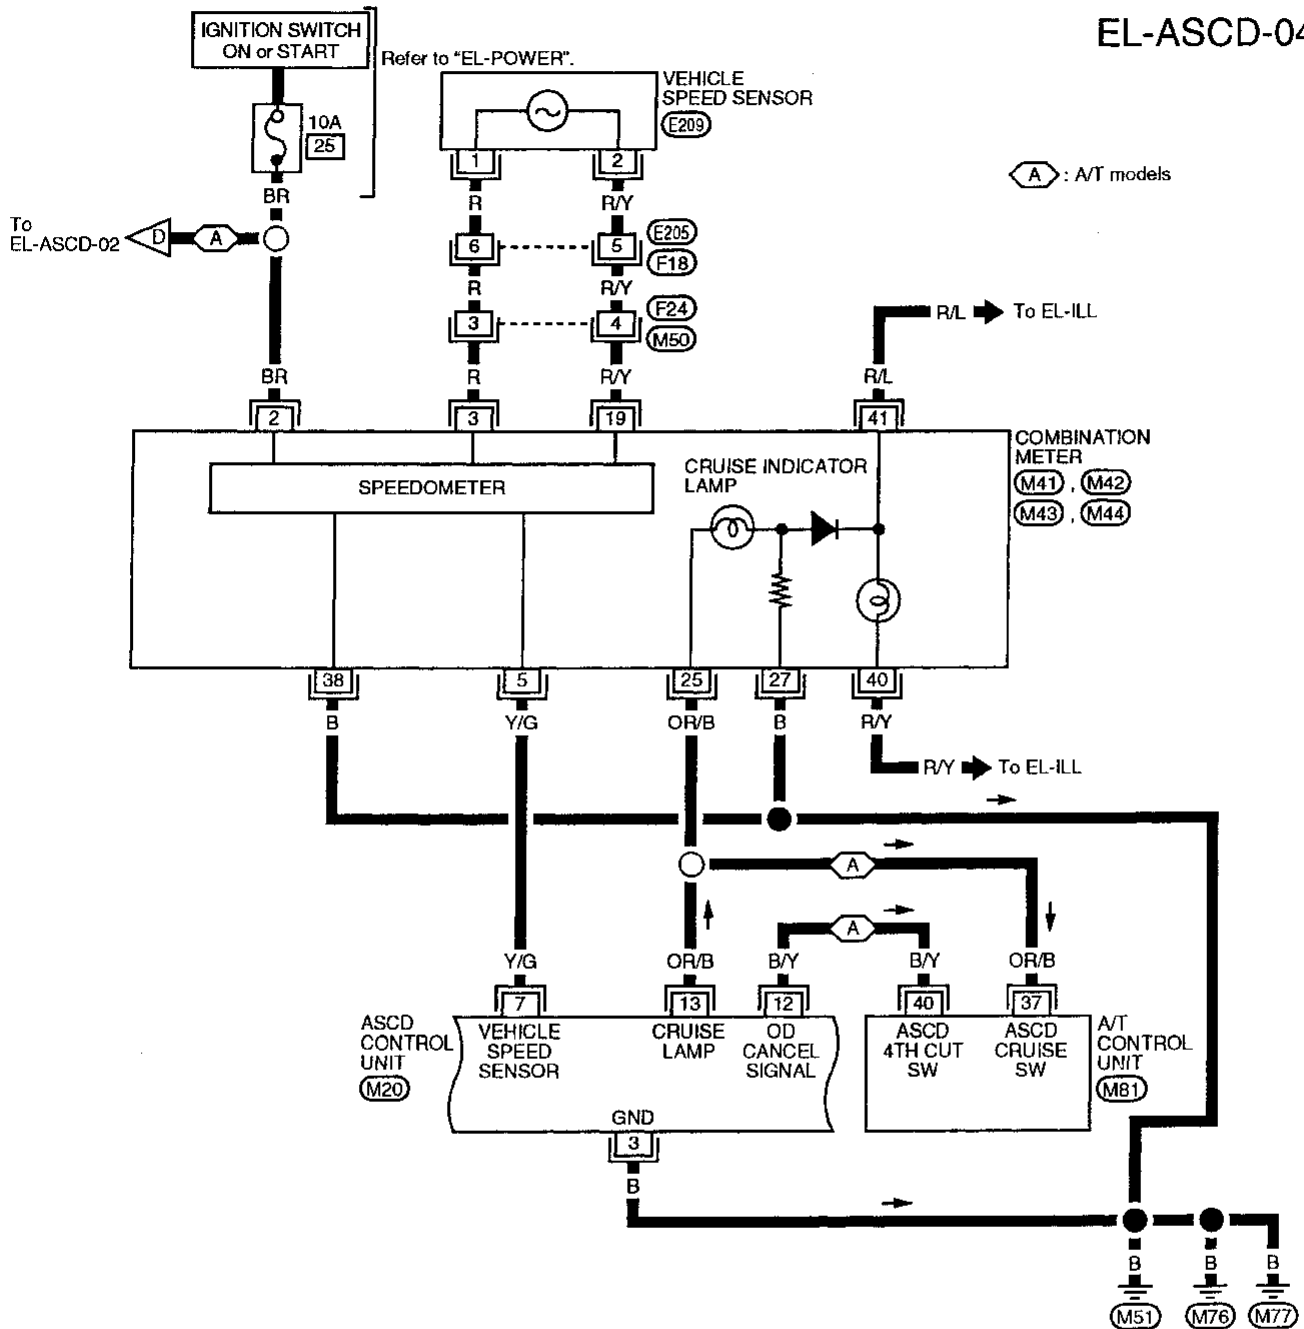 EL-ASCD-04
IGNITION SWITCH
ON or START
Refer to "EL-POWER".
10A
25
BR
VEHICLE
SPEED SENSOR
E209
1
2
R
R/Y
A : A/T models
To
EL-ASCD-02
D
A
6
5
E205
F18
R
R/Y
3
4
F24
M50
R/L
To EL-ILL
BR
R
R/Y
R/L
2
3
19
41
COMBINATION
METER
M41 , M42
M43 , M44
SPEEDOMETER
CRUISE INDICATOR
LAMP
38
5
25
27
40
B
Y/G
OR/B
B
R/Y
R/Y
To EL-ILL
A
A
Y/G
OR/B
B/Y
B/Y
OR/B
7
13
12
40
37
ASCD
CONTROL
UNIT
M20
VEHICLE
SPEED
SENSOR
CRUISE
LAMP
OD
CANCEL
SIGNAL
ASCD
4TH CUT
SW
ASCD
CRUISE
SW
A/T
CONTROL
UNIT
M81
GND
3
B
B
B
B
M51
M76
M77